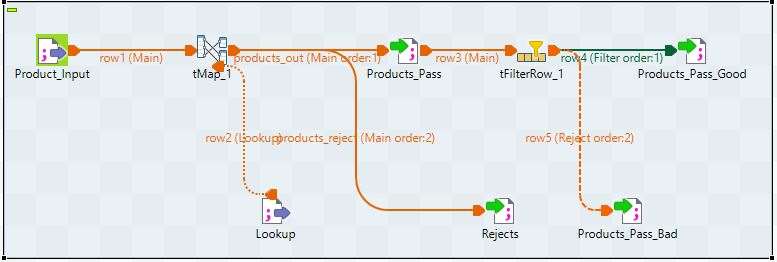 row1 (Main)
products_out (Main order:1)
row3 (Main)
row4 (Filter order:1)
Product_Input
tMap_1
Products_Pass
tFilterRow_1
Products_Pass_Good
row2 (Lookup)
products_reject (Main order:2)
row5 (Reject order:2)
Lookup
Rejects
Products_Pass_Bad